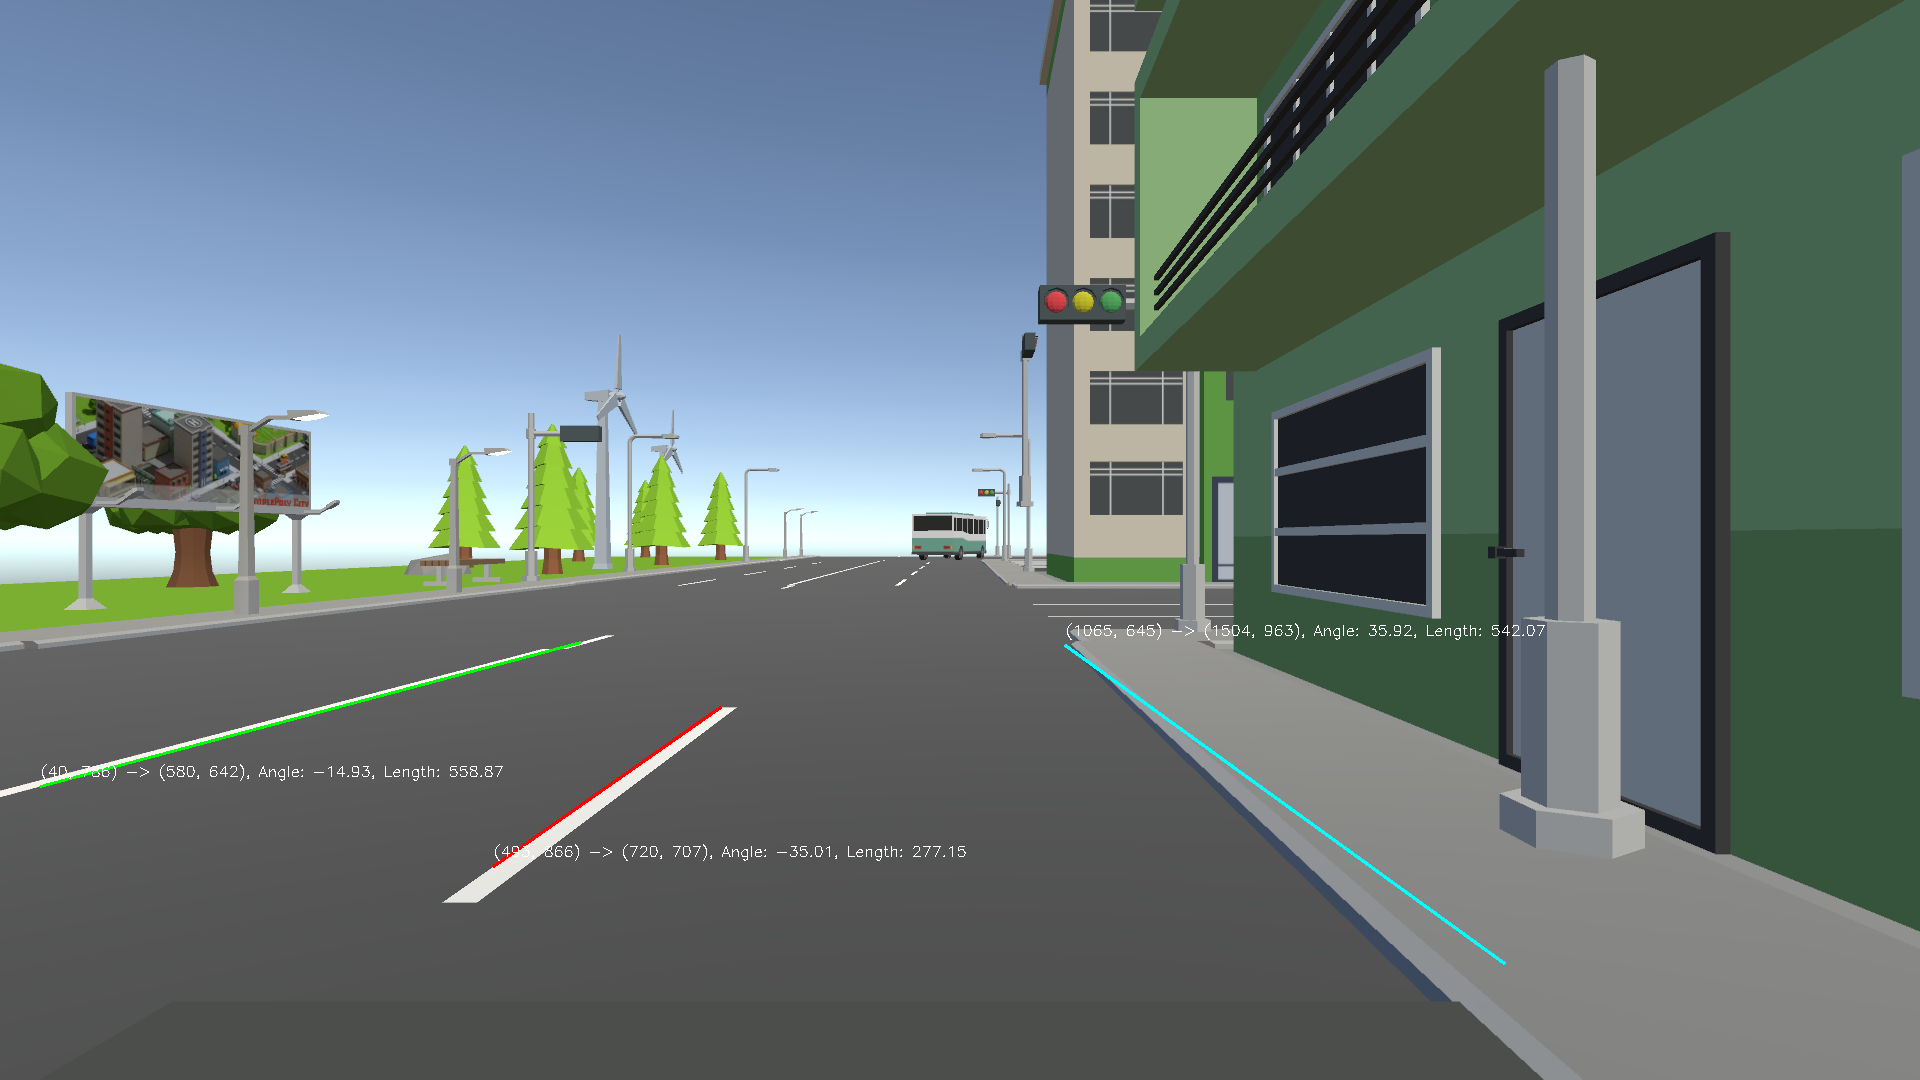 (1065, 645) −> (1504, 963), Angle: 35.92, Length: 542.07
(40, 786) −> (580, 642), Angle: −14.93, Length: 558.87
(493, 866) −> (720, 707), Angle: −35.01, Length: 277.15